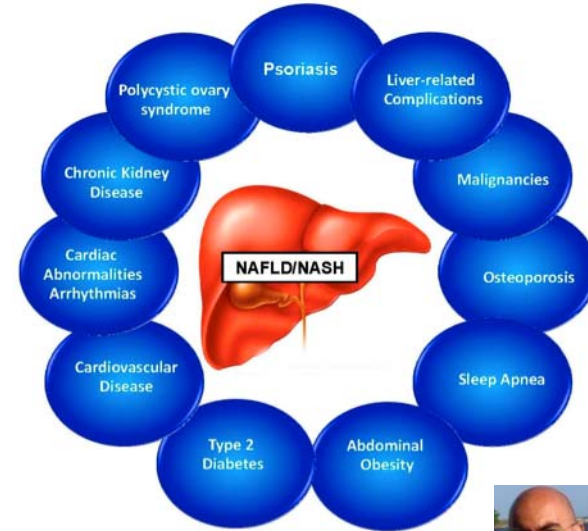 Psoriasis
Liver-related
Complications
Malignancies
Osteoporosis
Sleep Apnea
Abdominal
Obesity
Type 2
Diabetes
Cardiovascular
Disease
Cardiac
Abnormalities
Arrhythmias
Chronic Kidney
Disease
Polycystic ovary
syndrome
NAFLD/NASH